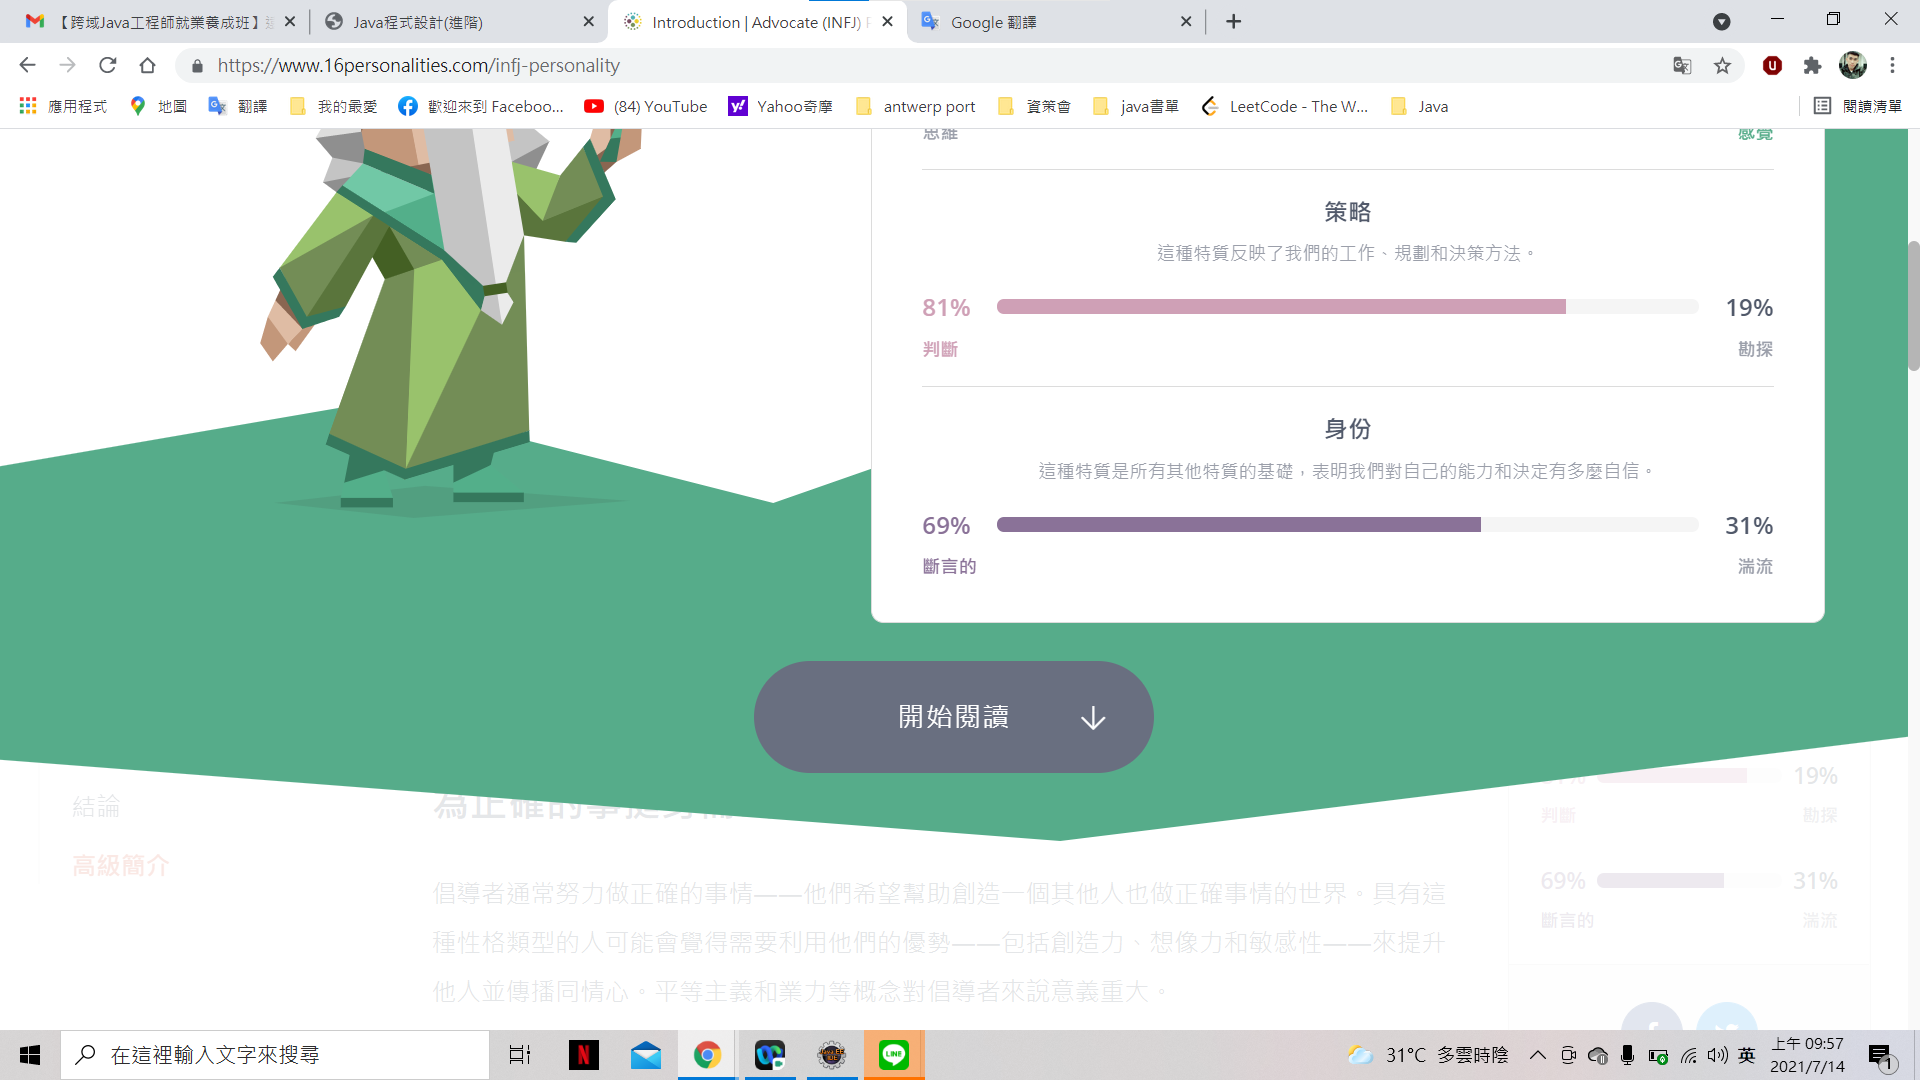 【跨域Java工程師就業養成班】
Java程式設計(進階)
Introduction | Advocate (INFJ) P
Google 翻譯
https://www.16personalities.com/infj-personality
應用程式 地圖 翻譯 我的最愛 歡迎來到 Faceboo... (84) YouTube Yahoo奇摩 antwerp port 資策會 java書單 LeetCode - The W... Java 閱讀清單
思維 感覺
策略
這種特質反映了我們的工作、規劃和決策方法。
81% 19%
判斷 勘探
身份
這種特質是所有其他特質的基礎，表明我們對自己的能力和決定有多麼自信。
69% 31%
斷言的 湍流
開始閱讀
19%
結論
判斷 勘探
高級簡介
69% 31%
倡導者通常努力做正確的事情——他們希望幫助創造一個其他人也做正確事情的世界。具有這
斷言的 湍流
種性格類型的人可能會覺得需要利用他們的優勢——包括創造力、想像力和敏感性——來提升
他人並傳播同情心。平等主義和業力等概念對倡導者來說意義重大。
在這裡輸入文字來搜尋
31°C 多雲時陰
英
上午 09:57
2021/7/14
1